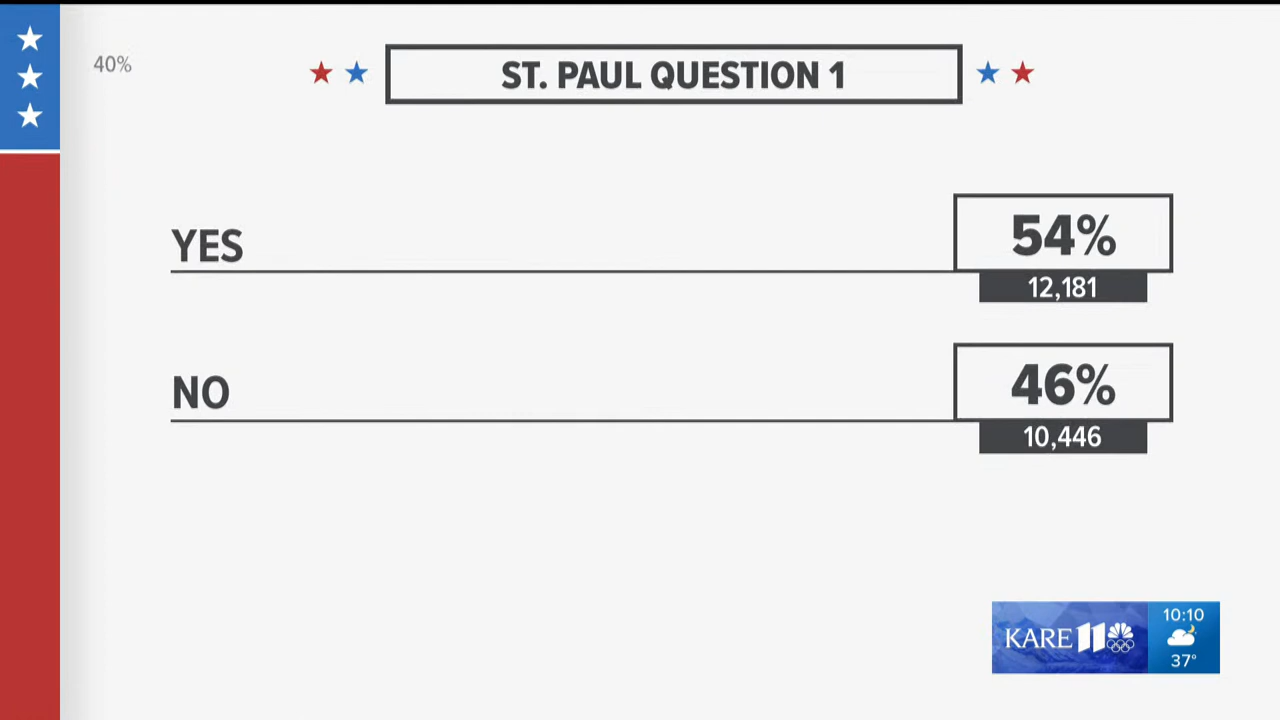 40%
ST. PAUL QUESTION 1
YES
54%
12,181
NO
46%
10,446
KARE 11
10:10
37°